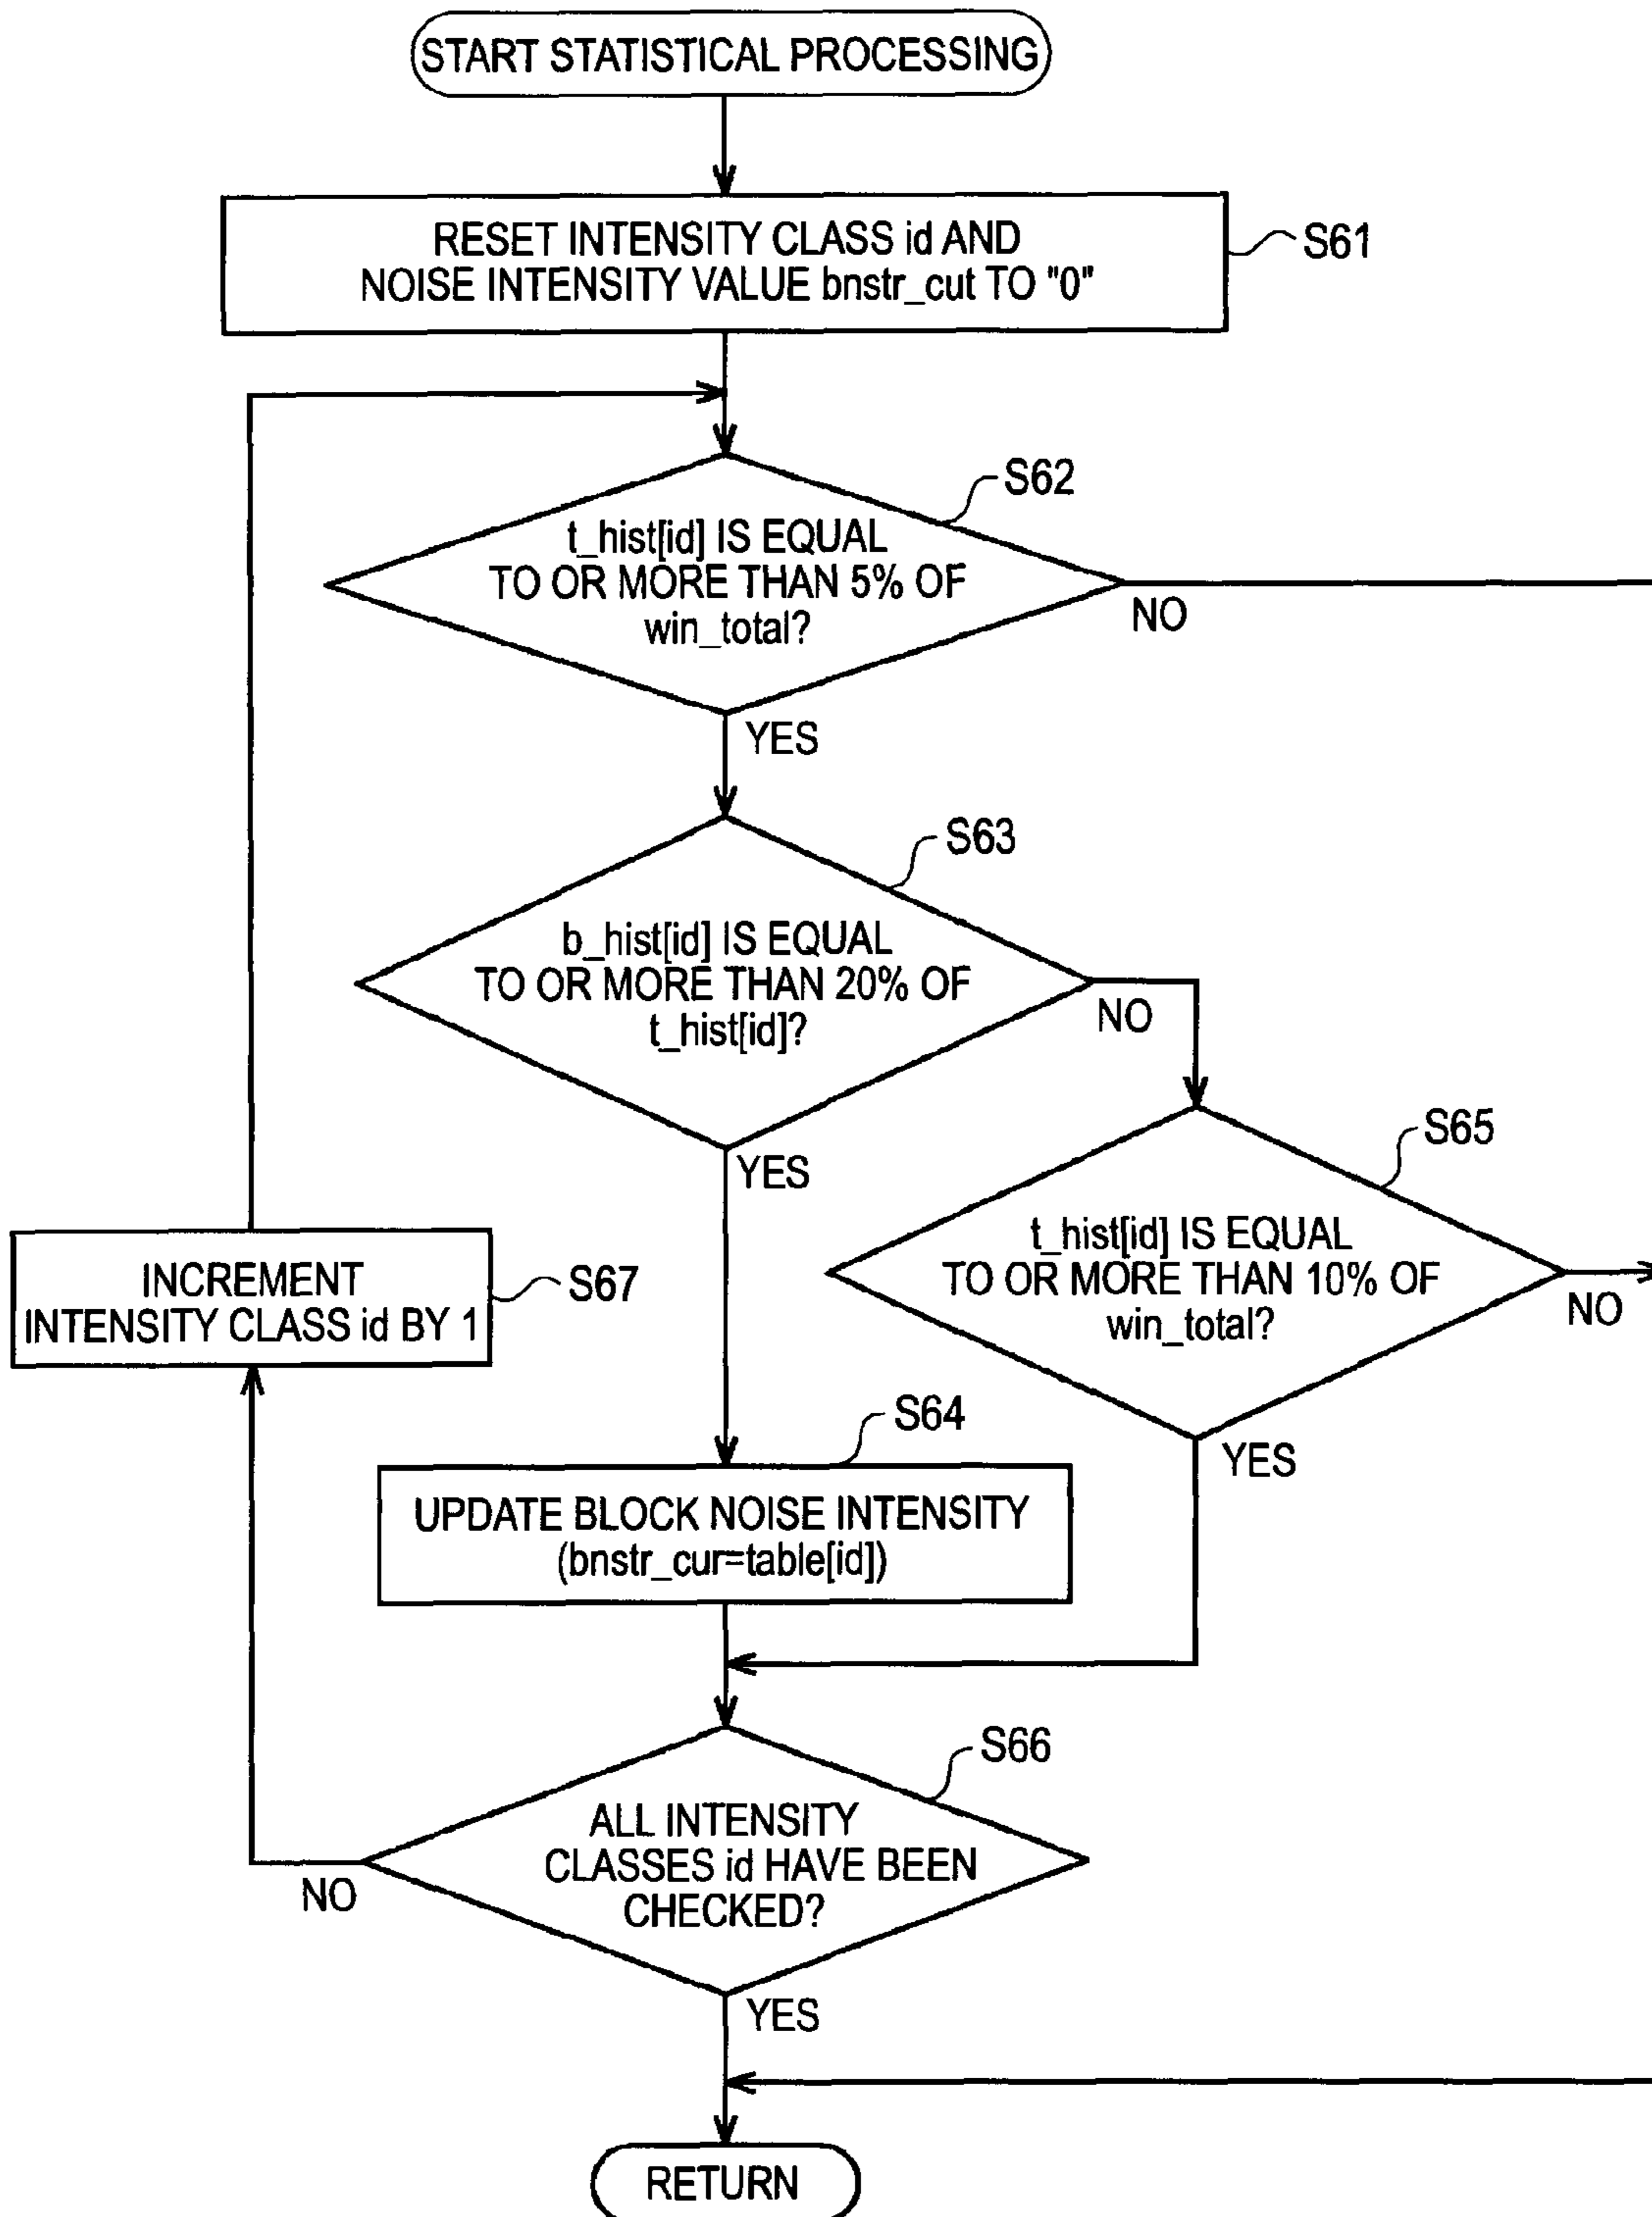 START STATISTICAL PROCESSING
RESET INTENSITY CLASS id AND
NOISE INTENSITY VALUE bnstr_cut TO "0"
S61
S62
t_hist[id] IS EQUAL
TO OR MORE THAN 5% OF
win_total?
NO
YES
S63
b_hist[id] IS EQUAL
TO OR MORE THAN 20% OF
t_hist[id]?
NO
YES
S65
t_hist[id] IS EQUAL
TO OR MORE THAN 10% OF
win_total?
NO
YES
INCREMENT
INTENSITY CLASS id BY 1
S67
S64
UPDATE BLOCK NOISE INTENSITY
(bnstr_cur=table[id])
S66
ALL INTENSITY
CLASSES id HAVE BEEN
CHECKED?
NO
YES
RETURN